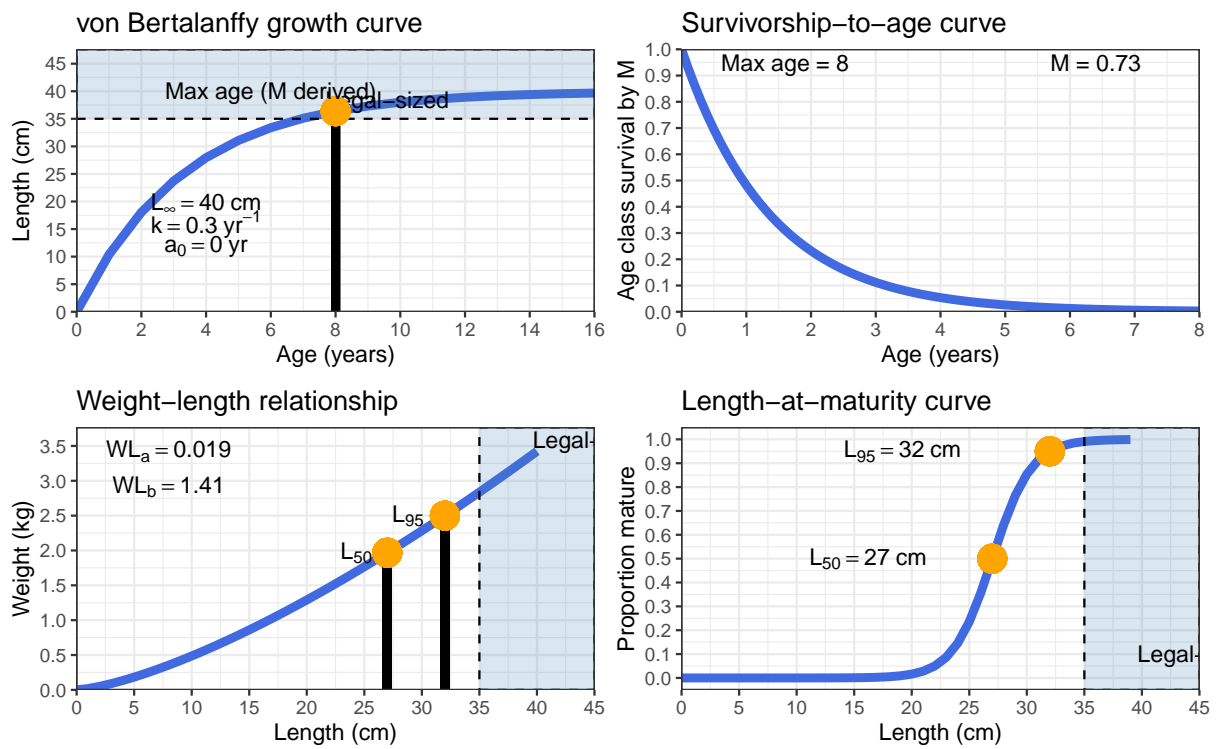 von Bertalanffy growth curve
Length (cm)
45
40
35
30
25
20
15
10
5
0
Max age (M derived)
Legal−sized
L∞ = 40 cm
k = 0.3 yr−1
a0 = 0 yr
0 2 4 6 8 10 12 14 16
Age (years)
Survivorship−to−age curve
Age class survival by M
1.0
0.9
0.8
0.7
0.6
0.5
0.4
0.3
0.2
0.1
0.0
Max age = 8
M = 0.73
0 1 2 3 4 5 6 7 8
Age (years)
Weight−length relationship
Weight (kg)
3.5
3.0
2.5
2.0
1.5
1.0
0.5
0.0
WLa = 0.019
WLb = 1.41
Legal-
L95
L50
0 5 10 15 20 25 30 35 40 45
Length (cm)
Length−at−maturity curve
Proportion mature
1.0
0.9
0.8
0.7
0.6
0.5
0.4
0.3
0.2
0.1
0.0
L95 = 32 cm
L50 = 27 cm
Legal-
0 5 10 15 20 25 30 35 40 45
Length (cm)